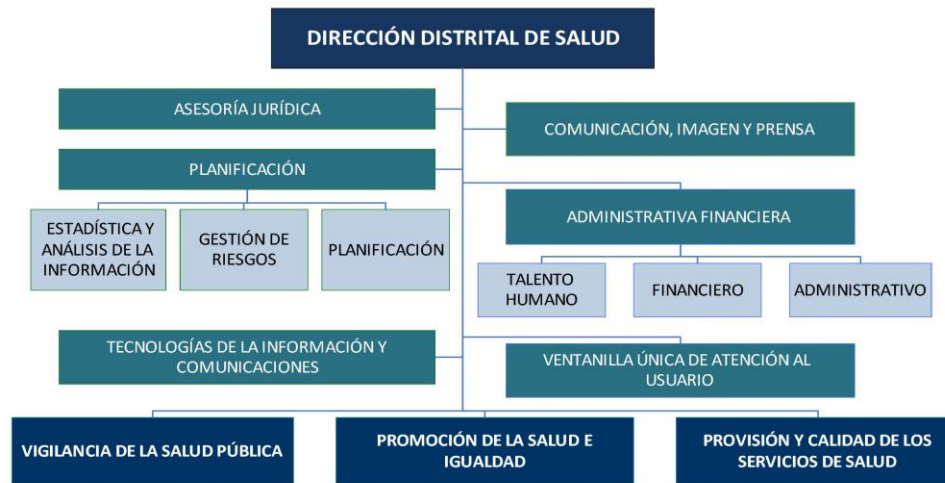 DIRECCIÓN DISTRITAL DE SALUD
ASESORÍA JURÍDICA
COMUNICACIÓN, IMAGEN Y PRENSA
PLANIFICACIÓN
ESTADÍSTICA Y
ANÁLISIS DE LA
INFORMACIÓN
GESTIÓN DE
RIESGOS
PLANIFICACIÓN
ADMINISTRATIVA FINANCIERA
TALENTO
HUMANO
FINANCIERO
ADMINISTRATIVO
TECNOLOGÍAS DE LA INFORMACIÓN Y
COMUNICACIONES
VENTANILLA ÚNICA DE ATENCIÓN AL
USUARIO
VIGILANCIA DE LA SALUD PÚBLICA
PROMOCIÓN DE LA SALUD E
IGUALDAD
PROVISIÓN Y CALIDAD DE LOS
SERVICIOS DE SALUD